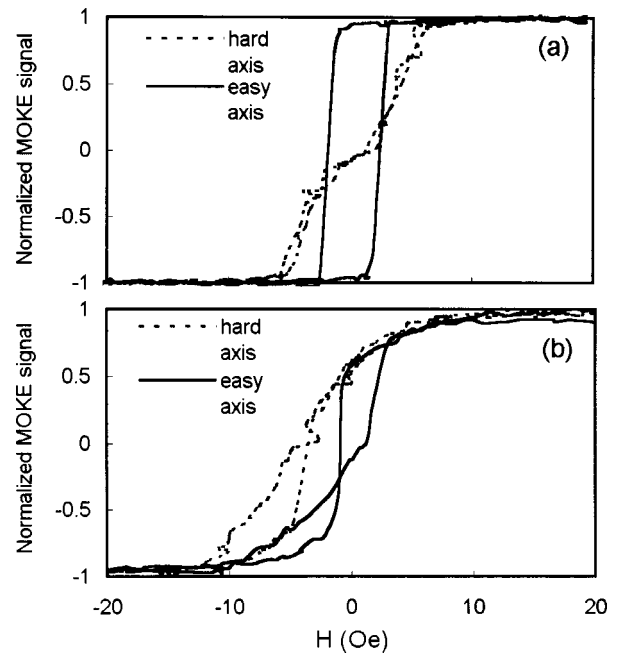 Normalized MOKE signal
1
0.5
0
-0.5
-1
hard
axis
easy
axis
(a)
Normalized MOKE signal
1
0.5
0
-0.5
-1
hard
axis
easy
axis
(b)
-20
-10
0
10
20
H (Oe)